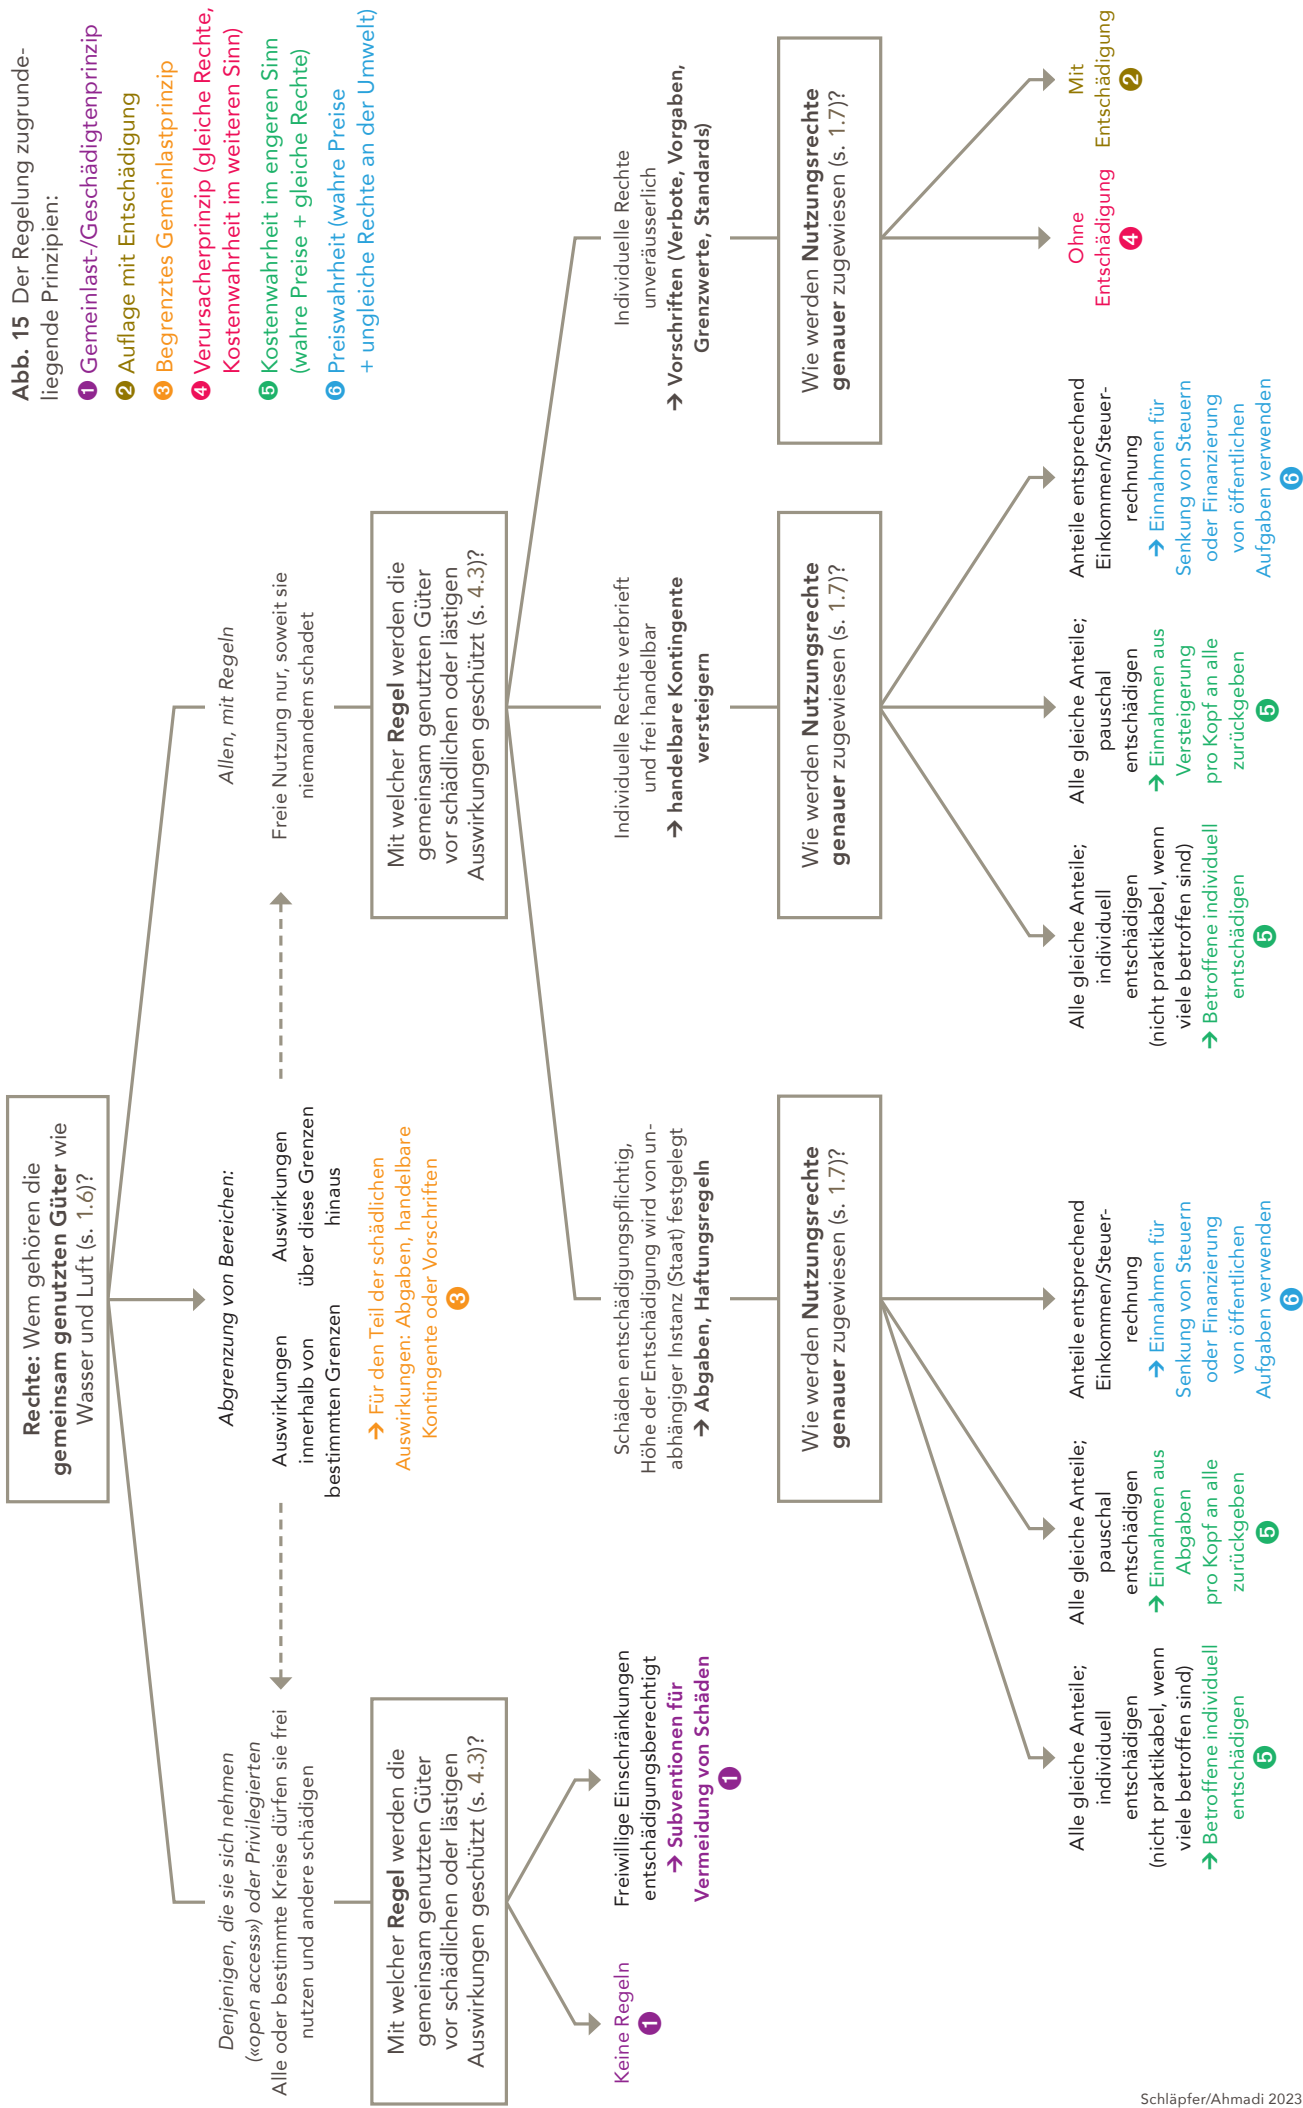 Abb. 15 Der Regelung zugrunde-
liegende Prinzipien:
1 Gemeinlast-/Geschädigtenprinzip
2 Auflage mit Entschädigung
3 Begrenztes Gemeinlastprinzip
4 Verursacherprinzip (gleiche Rechte,
Kostenwahrheit im weiteren Sinn)
5 Kostenwahrheit im engeren Sinn
(wahre Preise + gleiche Rechte)
6 Preiswahrheit (wahre Preise
+ ungleiche Rechte an der Umwelt)
Rechte: Wem gehören die
gemeinsam genutzten Güter wie
Wasser und Luft (s. 1.6)?
Denjenigen, die sie sich nehmen
(«open access») oder Privilegierten
Alle oder bestimmte Kreise dürfen sie frei
nutzen und andere schädigen
Abgrenzung von Bereichen:
Auswirkungen
innerhalb von
bestimmten Grenzen
Auswirkungen
über diese Grenzen
hinaus
→ Für den Teil der schädlichen
Auswirkungen: Abgaben, handelbare
Kontingente oder Vorschriften
3
Allen, mit Regeln
Freie Nutzung nur, soweit sie
niemandem schadet
Mit welcher Regel werden die
gemeinsam genutzten Güter
vor schädlichen oder lästigen
Auswirkungen geschützt (s. 4.3)?
Mit welcher Regel werden die
gemeinsam genutzten Güter
vor schädlichen oder lästigen
Auswirkungen geschützt (s. 4.3)?
Keine Regeln
1
Freiwillige Einschränkungen
entschädigungsberechtigt
→ Subventionen für
Vermeidung von Schäden
1
Schäden entschädigungspflichtig,
Höhe der Entschädigung wird von un-
abhängiger Instanz (Staat) festgelegt
→ Abgaben, Haftungsregeln
Individuelle Rechte verbrieft
und frei handelbar
→ handelbare Kontingente
versteigern
Individuelle Rechte
unveräusserlich
→ Vorschriften (Verbote, Vorgaben,
Grenzwerte, Standards)
Wie werden Nutzungsrechte
genauer zugewiesen (s. 1.7)?
Wie werden Nutzungsrechte
genauer zugewiesen (s. 1.7)?
Wie werden Nutzungsrechte
genauer zugewiesen (s. 1.7)?
Alle gleiche Anteile;
individuell
entschädigen
(nicht praktikabel, wenn
viele betroffen sind)
→ Betroffene individuell
entschädigen
5
Alle gleiche Anteile;
pauschal
entschädigen
→ Einnahmen aus
Abgaben
pro Kopf an alle
zurückgeben
5
Anteile entsprechend
Einkommen/Steuer-
rechnung
→ Einnahmen für
Senkung von Steuern
oder Finanzierung
von öffentlichen
Aufgaben verwenden
6
Alle gleiche Anteile;
individuell
entschädigen
(nicht praktikabel, wenn
viele betroffen sind)
→ Betroffene individuell
entschädigen
5
Alle gleiche Anteile;
pauschal
entschädigen
→ Einnahmen aus
Versteigerung
pro Kopf an alle
zurückgeben
5
Anteile entsprechend
Einkommen/Steuer-
rechnung
→ Einnahmen für
Senkung von Steuern
oder Finanzierung
von öffentlichen
Aufgaben verwenden
6
Ohne
Entschädigung
4
Mit
Entschädigung
2
Schläpfer/Ahmadi 2023